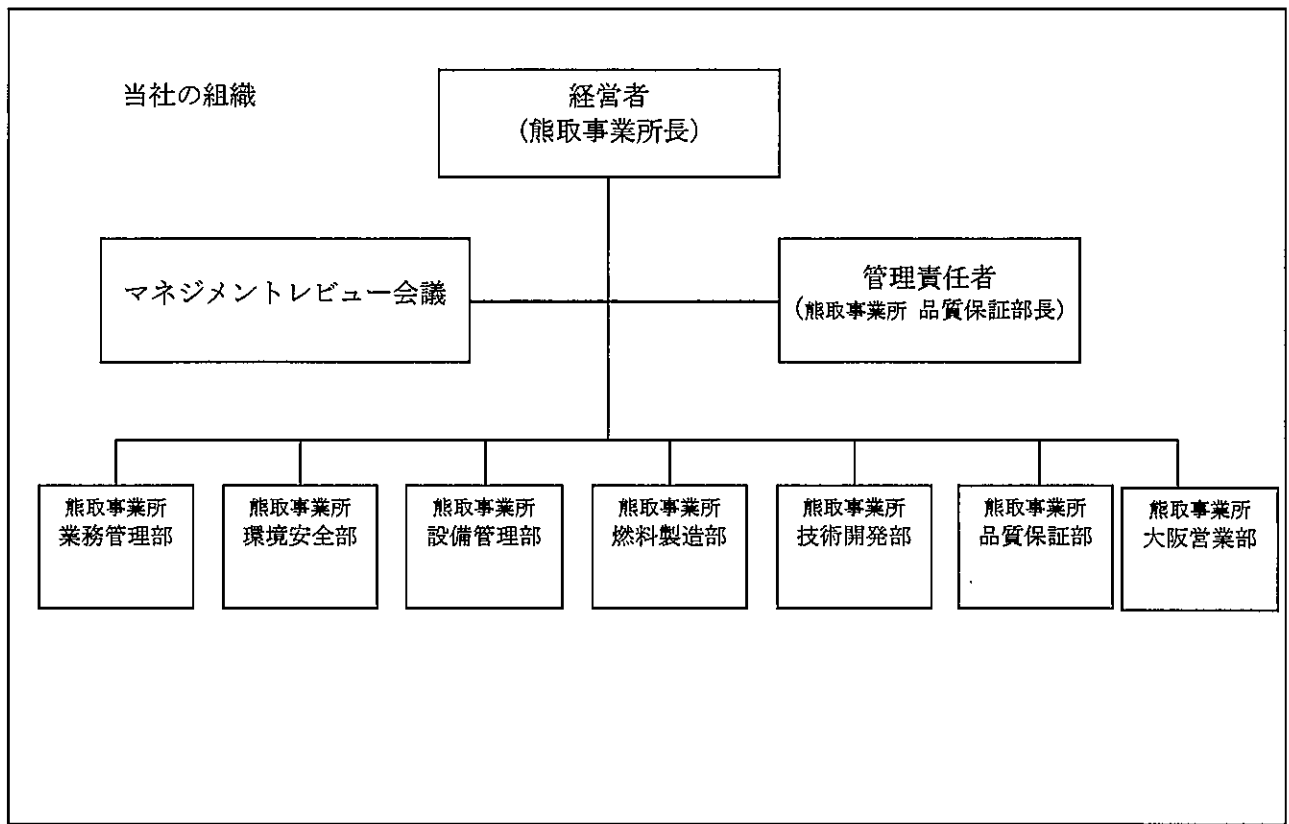 当社の組織
経営者
(熊取事業所長)
マネジメントレビュー会議
管理責任者
(熊取事業所 品質保証部長)
熊取事業所
業務管理部
熊取事業所
環境安全部
熊取事業所
設備管理部
熊取事業所
燃料製造部
熊取事業所
技術開発部
熊取事業所
品質保証部
熊取事業所
大阪営業部